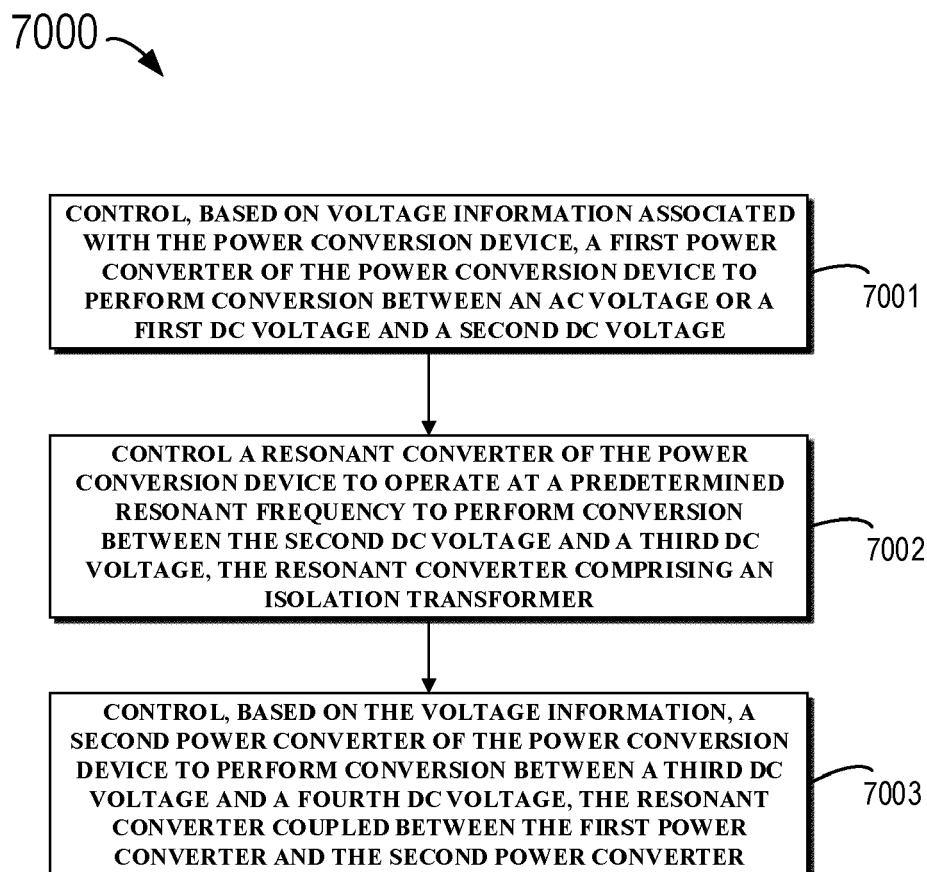 7000
CONTROL, BASED ON VOLTAGE INFORMATION ASSOCIATED
WITH THE POWER CONVERSION DEVICE, A FIRST POWER
CONVERTER OF THE POWER CONVERSION DEVICE TO
PERFORM CONVERSION BETWEEN AN AC VOLTAGE OR A
FIRST DC VOLTAGE AND A SECOND DC VOLTAGE
7001
CONTROL A RESONANT CONVERTER OF THE POWER
CONVERSION DEVICE TO OPERATE AT A PREDETERMINED
RESONANT FREQUENCY TO PERFORM CONVERSION
BETWEEN THE SECOND DC VOLTAGE AND A THIRD DC
VOLTAGE, THE RESONANT CONVERTER COMPRISING AN
ISOLATION TRANSFORMER
7002
CONTROL, BASED ON THE VOLTAGE INFORMATION, A
SECOND POWER CONVERTER OF THE POWER CONVERSION
DEVICE TO PERFORM CONVERSION BETWEEN A THIRD DC
VOLTAGE AND A FOURTH DC VOLTAGE, THE RESONANT
CONVERTER COUPLED BETWEEN THE FIRST POWER
CONVERTER AND THE SECOND POWER CONVERTER
7003